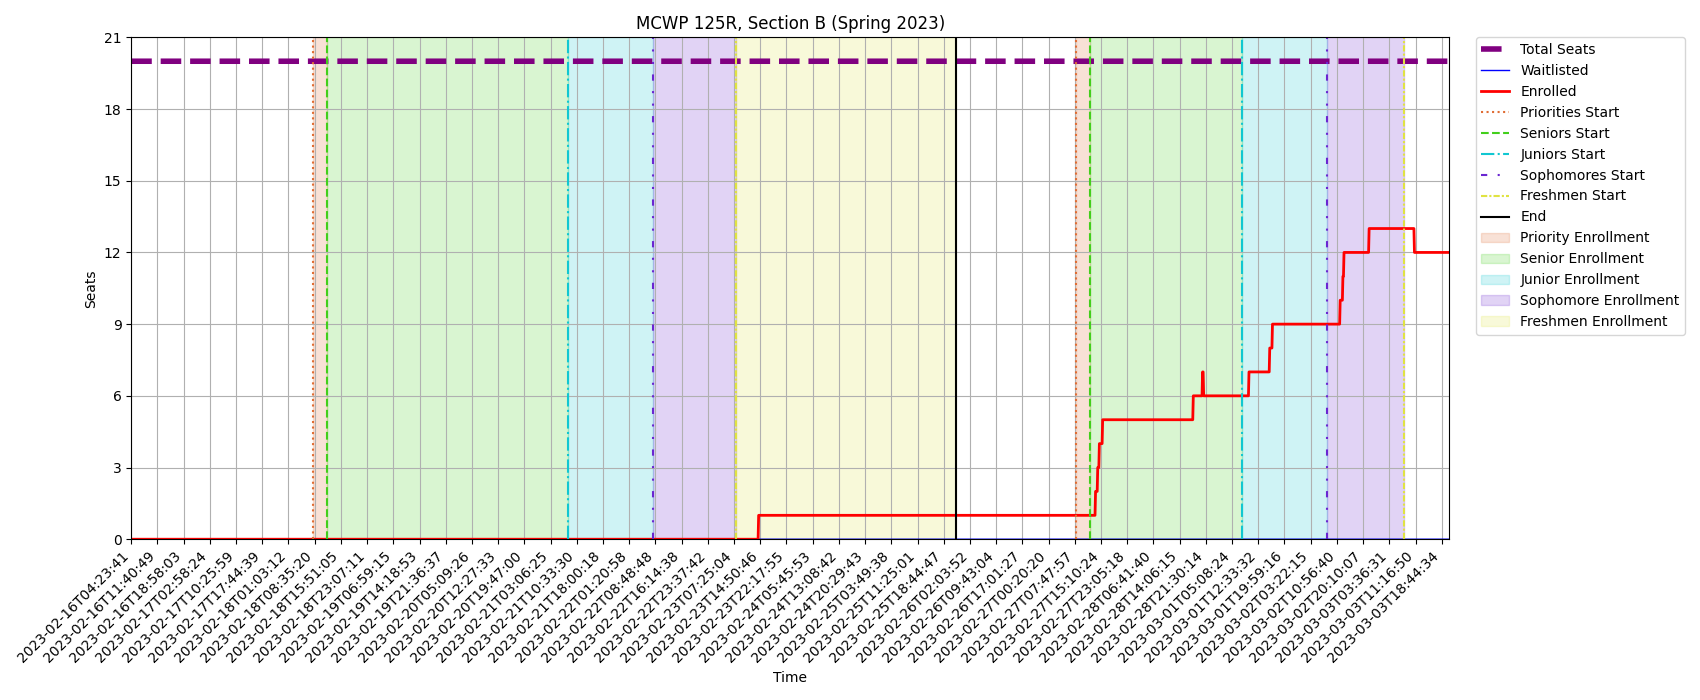 MCWP 125R, Section B (Spring 2023)
Seats
21
18
15
12
9
6
3
0
2023-02-16T04:23:41
2023-02-16T11:40:49
2023-02-16T18:58:03
2023-02-17T02:58:24
2023-02-17T10:25:59
2023-02-17T17:44:39
2023-02-18T01:03:12
2023-02-18T08:35:20
2023-02-18T15:51:05
2023-02-18T23:07:11
2023-02-19T06:59:15
2023-02-19T14:18:53
2023-02-19T21:36:37
2023-02-20T05:09:26
2023-02-20T12:27:33
2023-02-20T19:47:00
2023-02-21T03:06:25
2023-02-21T10:33:30
2023-02-21T18:00:18
2023-02-22T01:20:58
2023-02-22T08:48:48
2023-02-22T16:14:38
2023-02-22T23:37:42
2023-02-23T07:25:04
2023-02-23T14:50:46
2023-02-23T22:17:55
2023-02-24T05:45:53
2023-02-24T13:08:42
2023-02-24T20:29:43
2023-02-25T03:49:38
2023-02-25T11:25:01
2023-02-25T18:44:47
2023-02-26T02:03:52
2023-02-26T09:43:04
2023-02-26T17:01:27
2023-02-27T00:20:20
2023-02-27T07:47:57
2023-02-27T15:10:24
2023-02-27T23:05:18
2023-02-28T06:41:40
2023-02-28T14:06:15
2023-02-28T21:30:14
2023-03-01T05:08:24
2023-03-01T12:33:32
2023-03-01T19:59:16
2023-03-02T03:22:15
2023-03-02T10:56:40
2023-03-02T20:10:07
2023-03-03T03:36:31
2023-03-03T11:16:50
2023-03-03T18:44:34
Time
Total Seats
Waitlisted
Enrolled
Priorities Start
Seniors Start
Juniors Start
Sophomores Start
Freshmen Start
End
Priority Enrollment
Senior Enrollment
Junior Enrollment
Sophomore Enrollment
Freshmen Enrollment